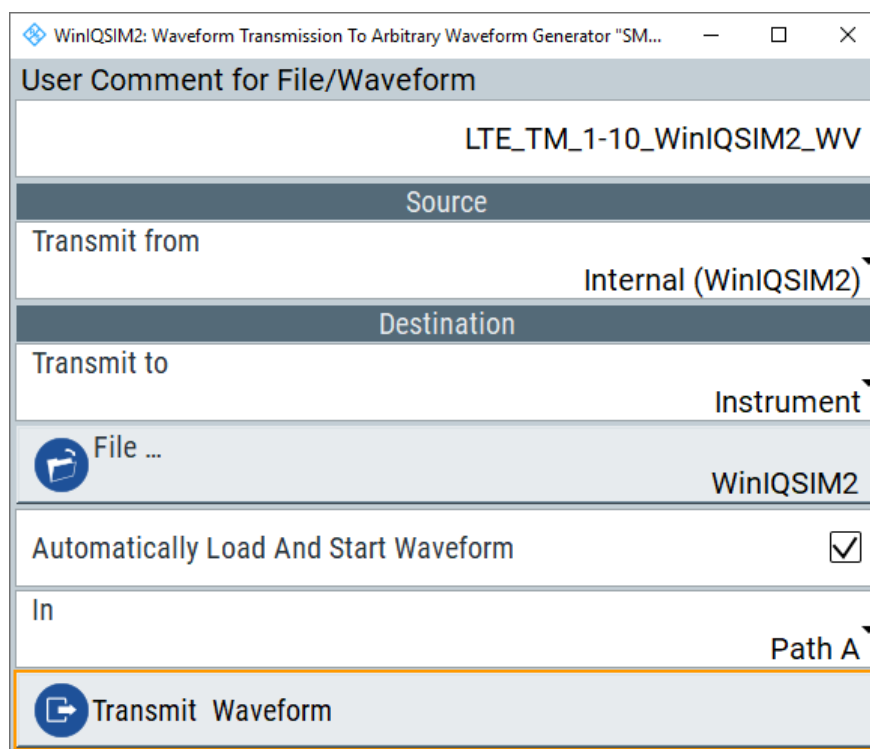 WinIQSIM2: Waveform Transmission To Arbitrary Waveform Generator "SM...
User Comment for File/Waveform
LTE_TM_1-10_WinIQSIM2_WV
Source
Transmit from
Internal (WinIQSIM2)
Destination
Transmit to
Instrument
File ...
WinIQSIM2
Automatically Load And Start Waveform
In
Path A
Transmit Waveform